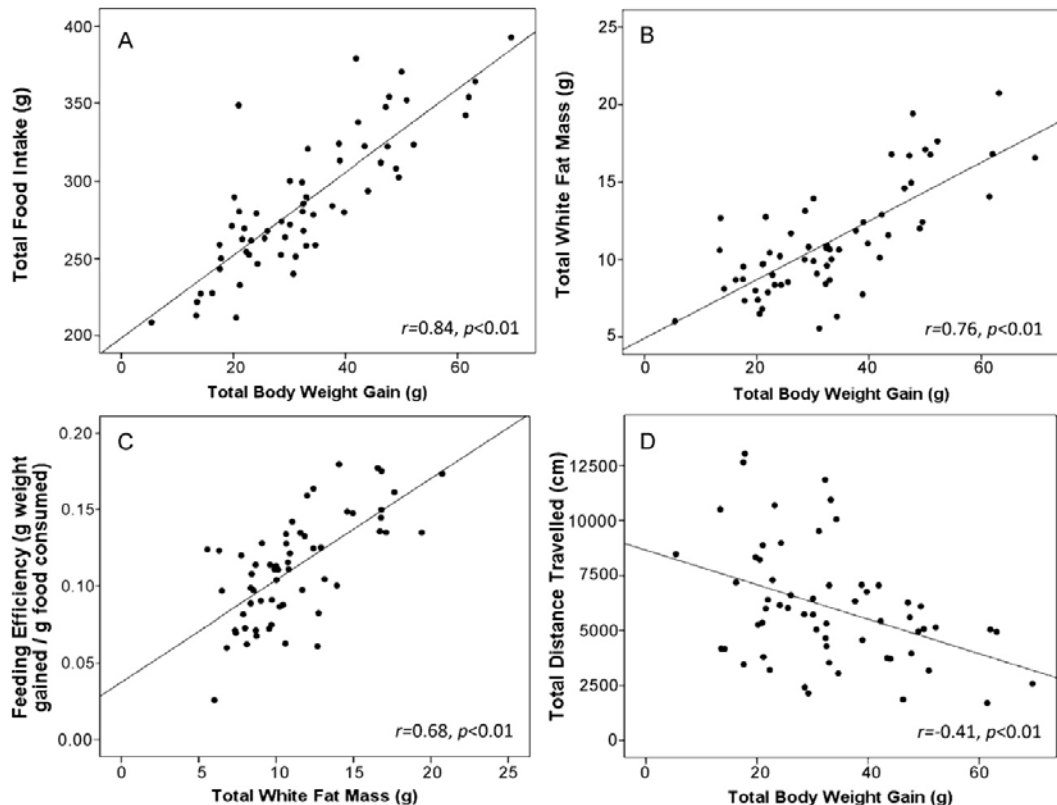 A
Total Food Intake (g)
400
350
300
250
200
r=0.84, p<0.01
0 20 40 60
Total Body Weight Gain (g)
B
Total White Fat Mass (g)
25
20
15
10
5
r=0.76, p<0.01
0 20 40 60
Total Body Weight Gain (g)
C
Feeding Efficiency (g weight
gained / g food consumed)
0.20
0.15
0.10
0.05
0.00
r=0.68, p<0.01
0 5 10 15 20 25
Total White Fat Mass (g)
D
Total Distance Travelled (cm)
12500
10000
7500
5000
2500
0
r=-0.41, p<0.01
0 20 40 60
Total Body Weight Gain (g)